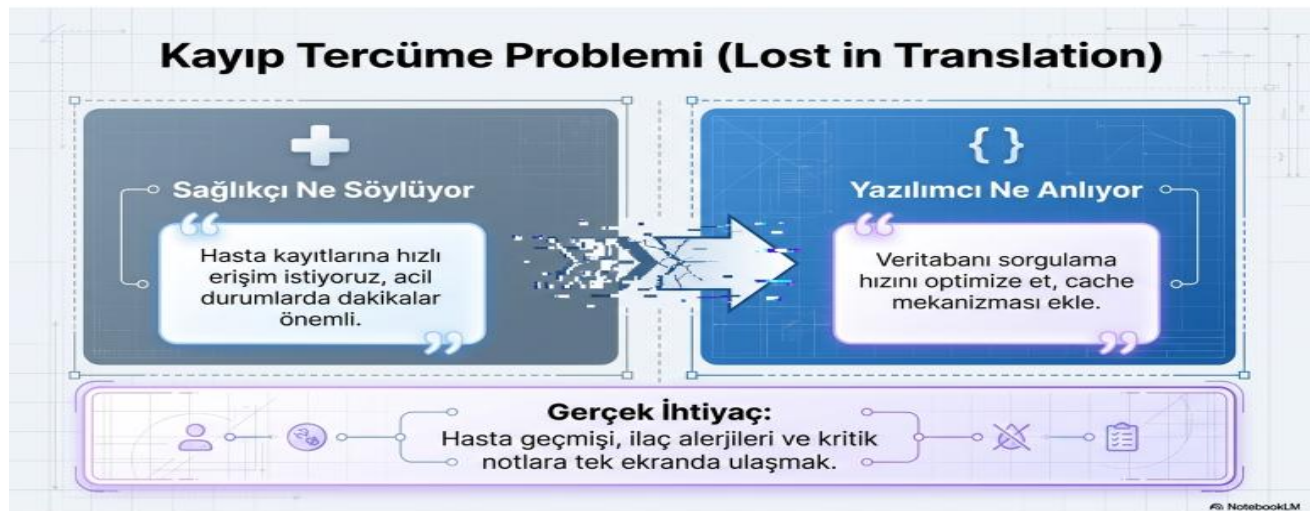 Kayıp Tercüme Problemi (Lost in Translation)
Sağlıkçı Ne Söylüyor
“
Hasta kayıtlarına hızlı
erişim istiyoruz, acil
durumlarda dakikalar
önemli.
”
{ }
Yazılımcı Ne Anlıyor
“
Veritabanı sorgulama
hızını optimize et, cache
mekanizması ekle.
”
Gerçek İhtiyaç:
Hasta geçmişi, ilaç alerjileri ve kritik
notlara tek ekranda ulaşmak.
NotebookLM